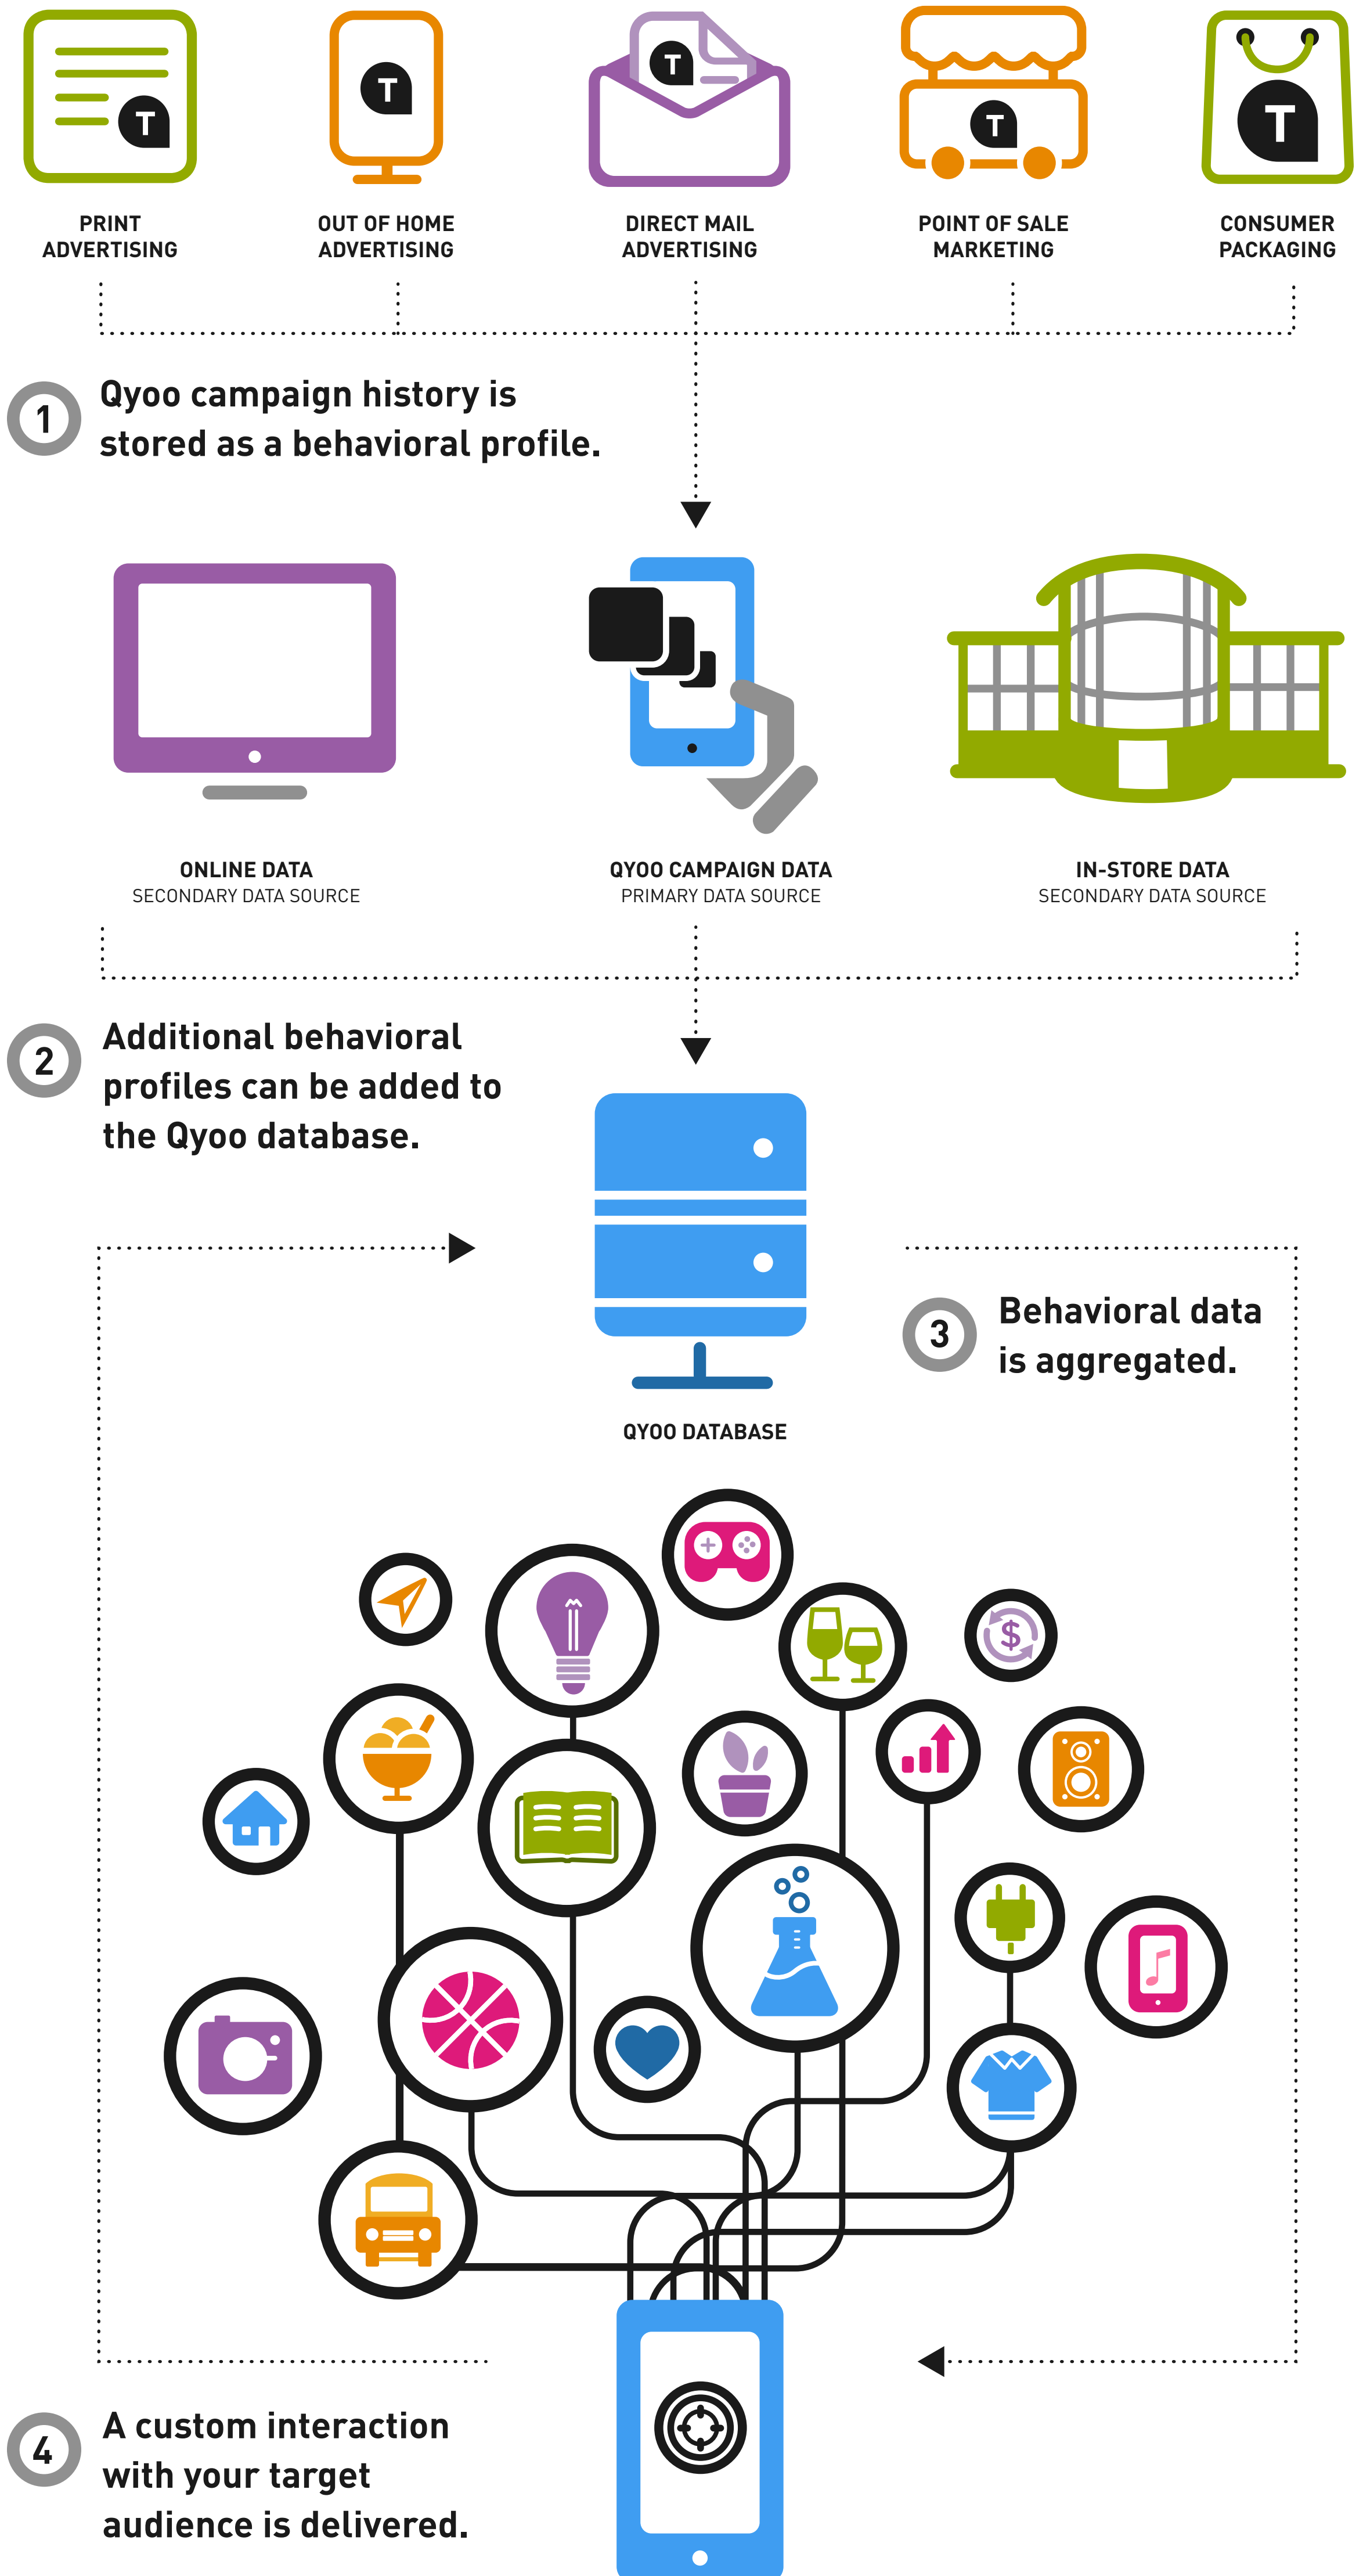 T
T
T
T
T
PRINT
ADVERTISING
OUT OF HOME
ADVERTISING
DIRECT MAIL
ADVERTISING
POINT OF SALE
MARKETING
CONSUMER
PACKAGING
1
Qyoo campaign history is
stored as a behavioral profile.
ONLINE DATA
SECONDARY DATA SOURCE
QYOO CAMPAIGN DATA
PRIMARY DATA SOURCE
IN-STORE DATA
SECONDARY DATA SOURCE
2
Additional behavioral
profiles can be added to
the Qyoo database.
3
Behavioral data
is aggregated.
QYOO DATABASE
$
4
A custom interaction
with your target
audience is delivered.